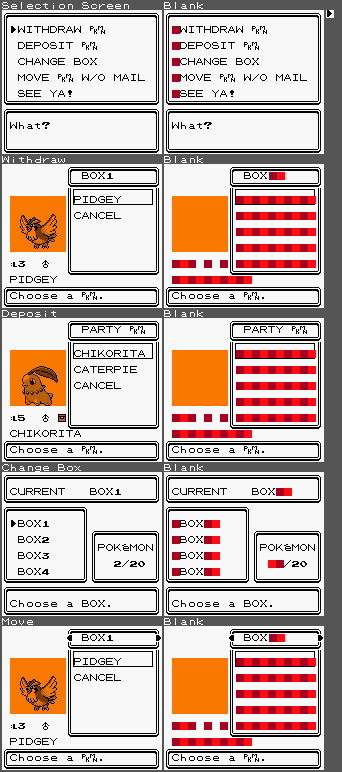 Selection Screen Blank
WITHDRAW PKMN WITHDRAW PKMN
DEPOSIT PKMN DEPOSIT PKMN
CHANGE BOX CHANGE BOX
MOVE PKMN W/O MAIL MOVE PKMN W/O MAIL
SEE YA! SEE YA!
What? What?
Withdraw Blank
BOX1 BOX
PIDGEY
CANCEL
:L3 ♂
PIDGEY
Choose a PKMN. Choose a PKMN.
Deposit Blank
PARTY PKMN PARTY PKMN
CHIKORITA
CATERPIE
CANCEL
:L5 ♂
CHIKORITA
Choose a PKMN. Choose a PKMN.
Change Box Blank
CURRENT BOX1 CURRENT BOX
BOX1 BOX
BOX2 BOX
BOX3 BOX
BOX4 BOX
POKéMON POKéMON
2/20 /20
Choose a BOX. Choose a BOX.
Move Blank
BOX1 BOX
PIDGEY
CANCEL
:L3 ♂
PIDGEY
Choose a PKMN. Choose a PKMN.